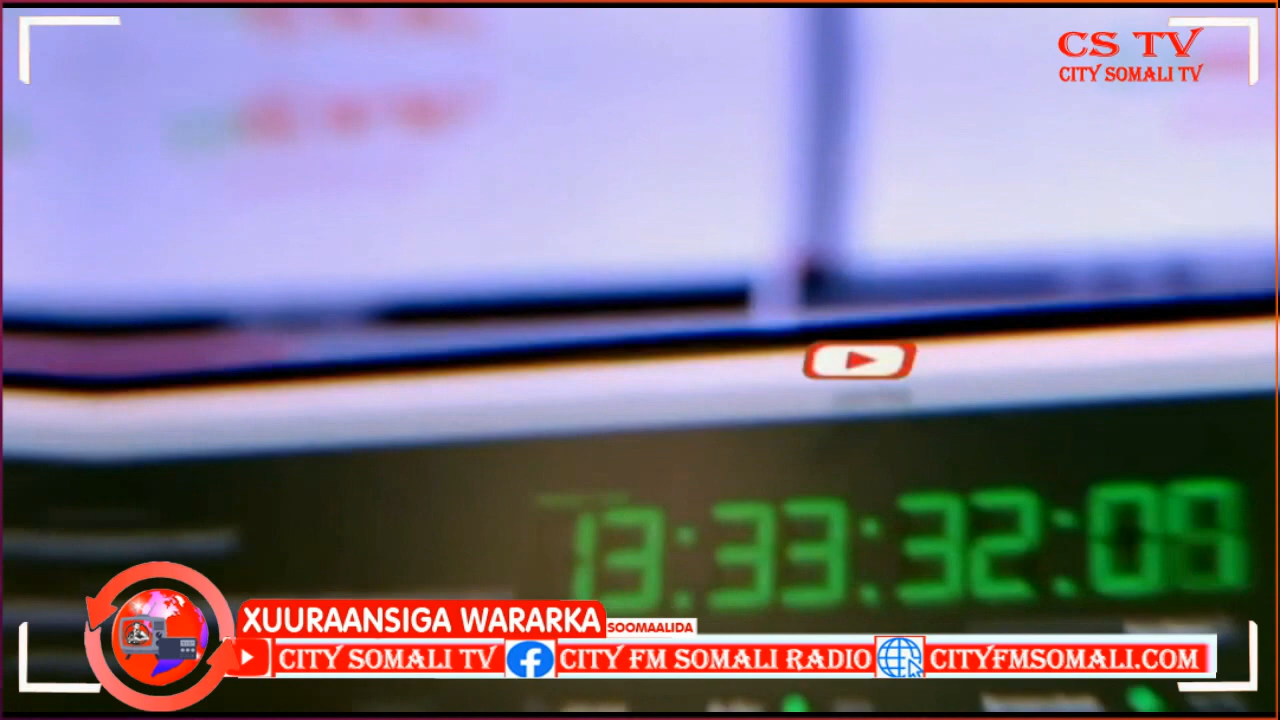 CS TV
CITY SOMALI TV
13:33:32:09
XUURAANSIGA WARARKA
SOOMAALIDA
CITY SOMALI TV CITY FM SOMALI RADIO CITYFMSOMALI.COM